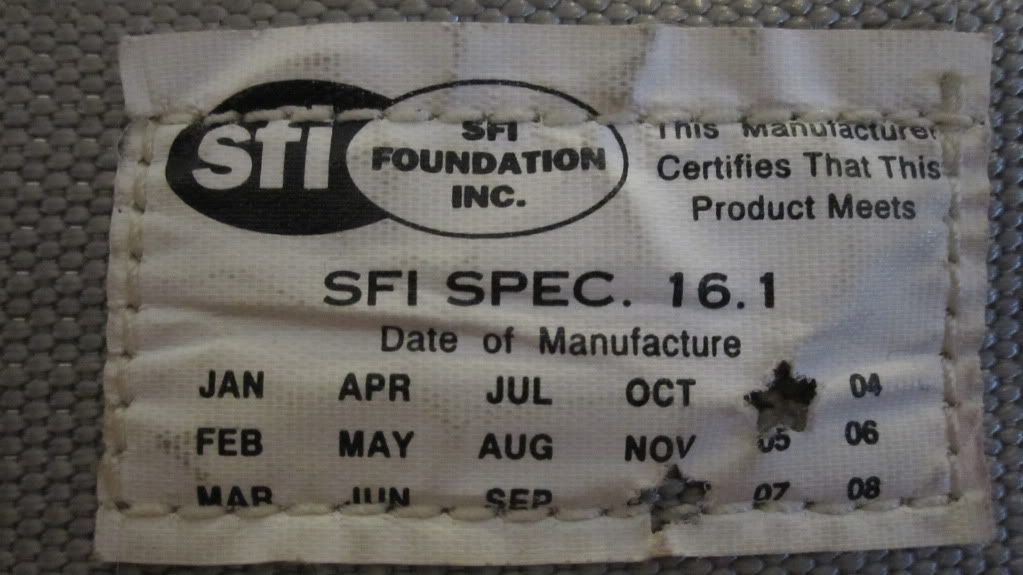 sfi
SFI
FOUNDATION
INC.
This Manufacturer
Certifies That This
Product Meets
SFI SPEC. 16.1
Date of Manufacture
JAN APR JUL OCT 04
FEB MAY AUG NOV 05 06
MAR JUN SEP 07 08